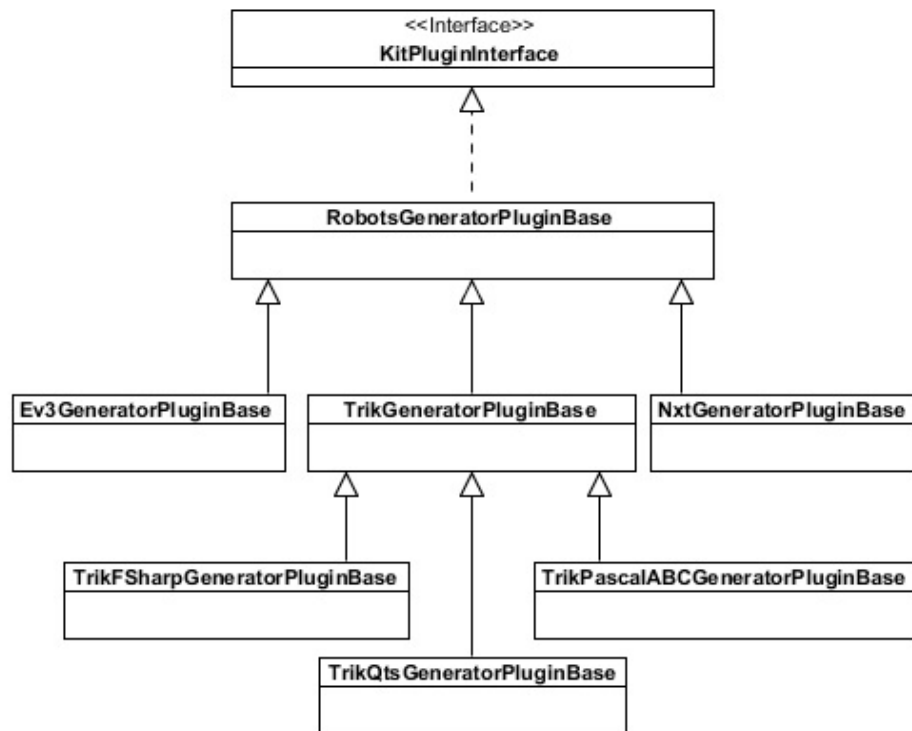 <<Interface>>
KitPluginInterface
RobotsGeneratorPluginBase
Ev3GeneratorPluginBase
TrikGeneratorPluginBase
NxtGeneratorPluginBase
TrikFSharpGeneratorPluginBase
TrikPascalABCGeneratorPluginBase
TrikQtsGeneratorPluginBase